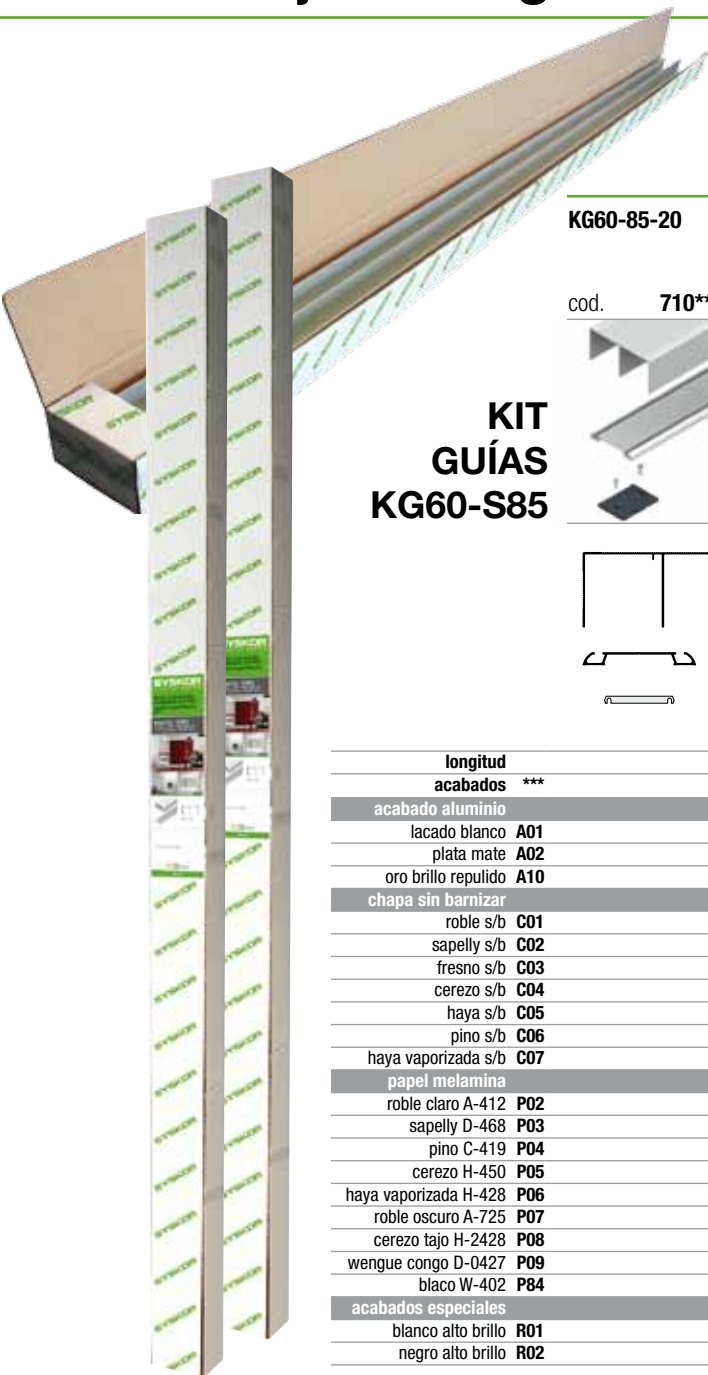 KG60-85-20
cod. 710**
KIT
GUÍAS
KG60-S85
SYSKOR
longitud
acabados ***
acabado aluminio
lacado blanco A01
plata mate A02
oro brillo repulido A10
chapa sin barnizar
roble s/b C01
sapelly s/b C02
fresno s/b C03
cerezo s/b C04
haya s/b C05
pino s/b C06
haya vaporizada s/b C07
papel melamina
roble claro A-412 P02
sapelly D-468 P03
pino C-419 P04
cerezo H-450 P05
haya vaporizada H-428 P06
roble oscuro A-725 P07
cerezo tajo H-2428 P08
wengue congo D-0427 P09
blaco W-402 P84
acabados especiales
blanco alto brillo R01
negro alto brillo R02